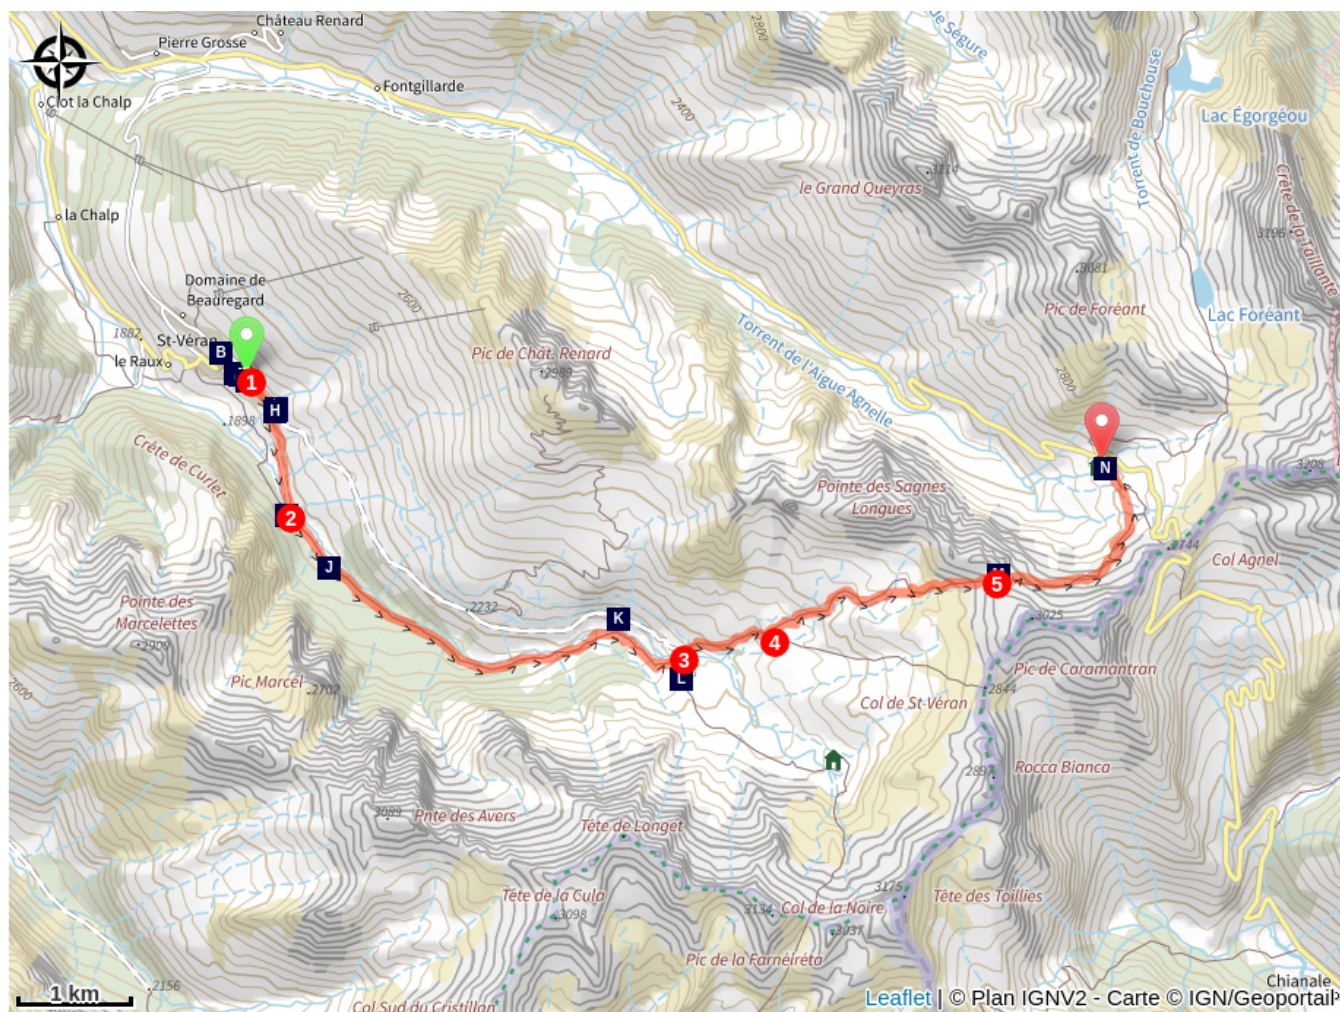 Château Renard
Pierre Grosse
2800
de Ségure
Fontgillarde
Clot la Chalp
2400
Torrent de Bouchouse
Lac Égorgéou
3114
le Grand Queyras
Crête de la Taillante
la Chalp
3196
3081
Domaine de
Beauregard
2600
Pic de Foréant
Lac Foréant
1882
St-Véran
B
le Raux
Pic de Chât. Renard
2989
Torrent de l'Aigue Agnelle
2800
1
H
1898
Crête de Curlet
N
3208
Pointe des Sagnes
Longues
2
2744
Col Agnel
J
5
Pointe des
Marcelettes
2232
K
3025
2909
4
3
L
Pic de Caramantran
Pic Marcel
2702
2600
2844
Col de St-Véran
2897
Rocca Bianca
3089
Pnte des Avers
Tête de Longet
Tête de la Cula
3098
3134
Col de la Noire
3175
Tête des Toillies
3037
Pic de la Farnéiréta
2156
1 km
Col Sud du Cristillan
Chianale
Leaflet | © Plan IGNV2 - Carte © IGN/Geoportail